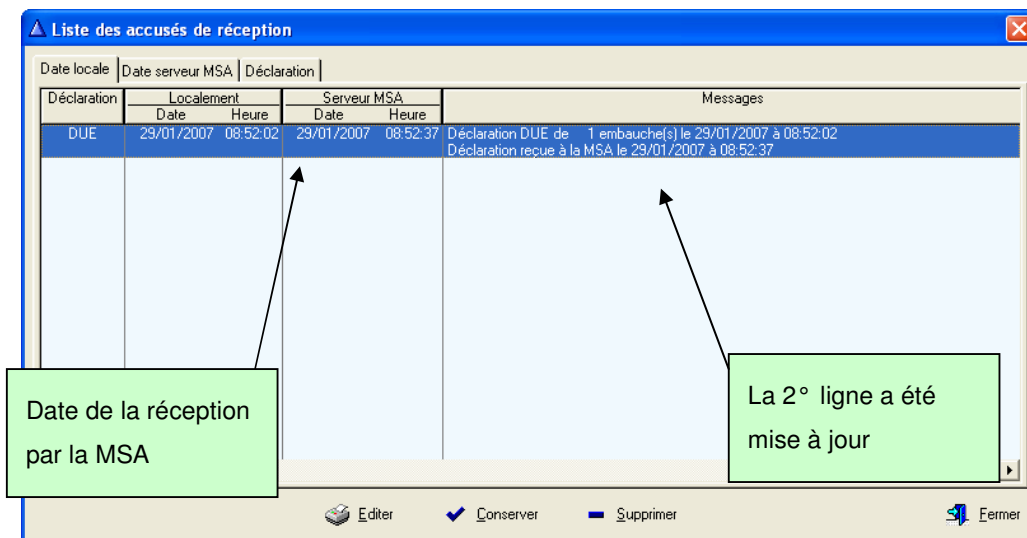 Liste des accusés de réception
Date locale Date serveur MSA Déclaration
Déclaration Localement Serveur MSA Messages
Date Heure Date Heure
DUE 29/01/2007 08:52:02 29/01/2007 08:52:37 Déclaration DUE de 1 embauche(s) le 29/01/2007 à 08:52:02
Déclaration reçue à la MSA le 29/01/2007 à 08:52:37
Date de la réception
par la MSA
La 2° ligne a été
mise à jour
Editer Conserver Supprimer Fermer